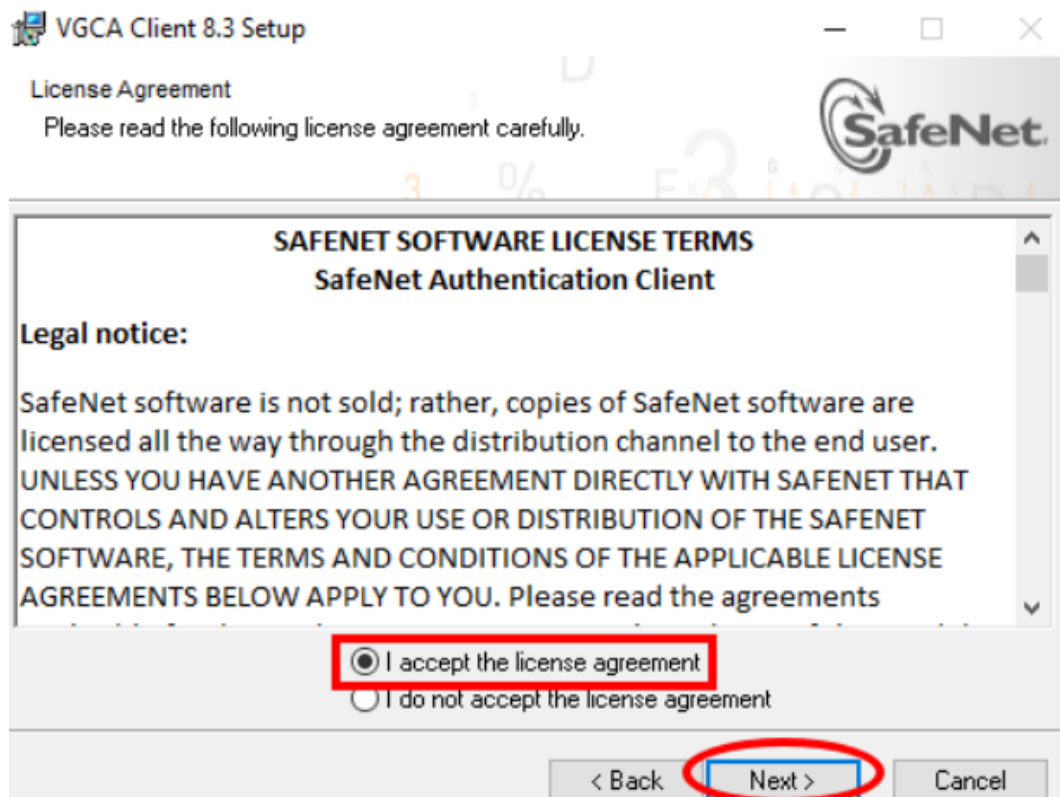 VGCA Client 8.3 Setup
License Agreement
Please read the following license agreement carefully.
SafeNet.
SAFENET SOFTWARE LICENSE TERMS
SafeNet Authentication Client
Legal notice:
SafeNet software is not sold; rather, copies of SafeNet software are
licensed all the way through the distribution channel to the end user.
UNLESS YOU HAVE ANOTHER AGREEMENT DIRECTLY WITH SAFENET THAT
CONTROLS AND ALTERS YOUR USE OR DISTRIBUTION OF THE SAFENET
SOFTWARE, THE TERMS AND CONDITIONS OF THE APPLICABLE LICENSE
AGREEMENTS BELOW APPLY TO YOU. Please read the agreements
I accept the license agreement
I do not accept the license agreement
< Back
Next >
Cancel